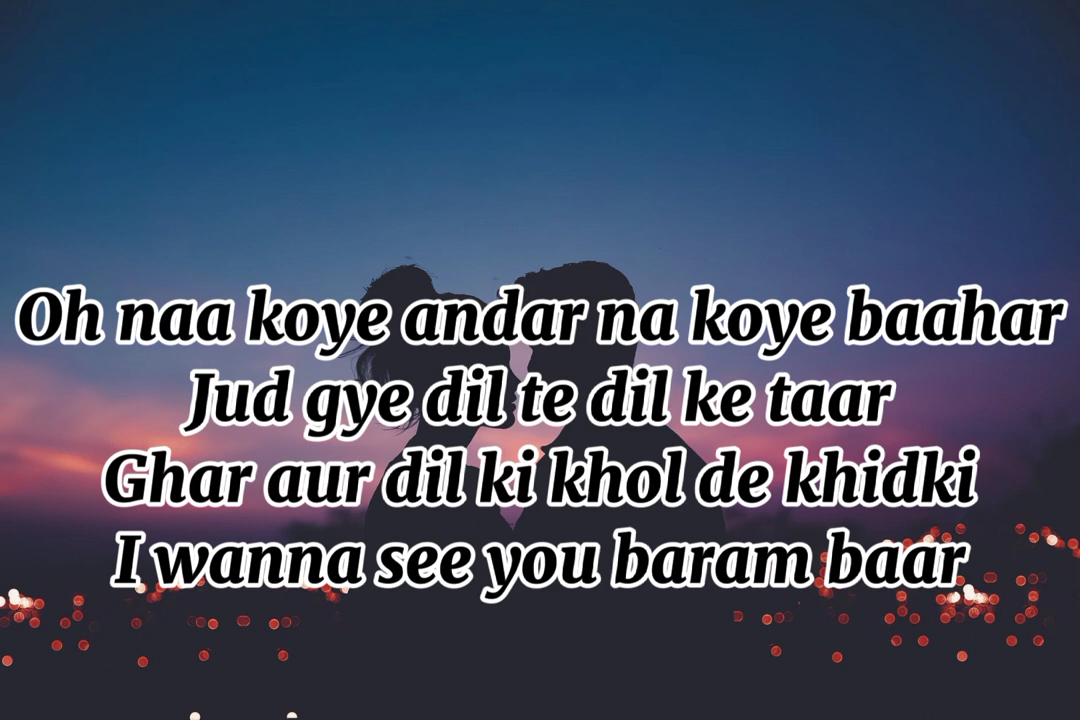 Oh naa koye andar na koye baahar
Jud gye dil te dil ke taar
Ghar aur dil ki khol de khidki
I wanna see you baram baar